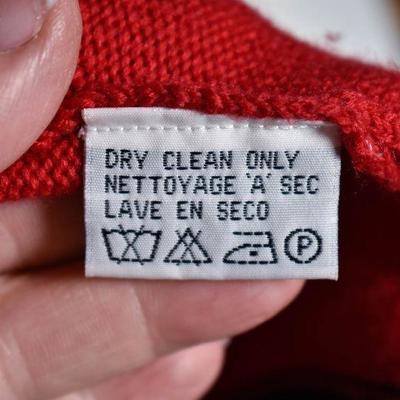 DRY CLEAN ONLY
NETTOYAGE 'A' SEC
LAVE EN SECO
P